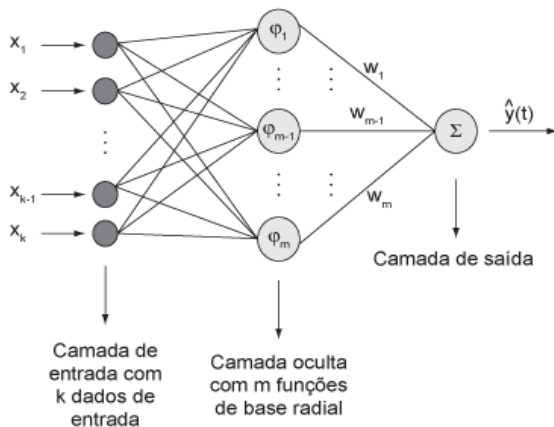 x1
x2
xk-1
xk
φ1
φm-1
φm
w1
wm-1
wm
Σ
ŷ(t)
Camada de saída
Camada de
entrada com
k dados de
entrada
Camada oculta
com m funções
de base radial